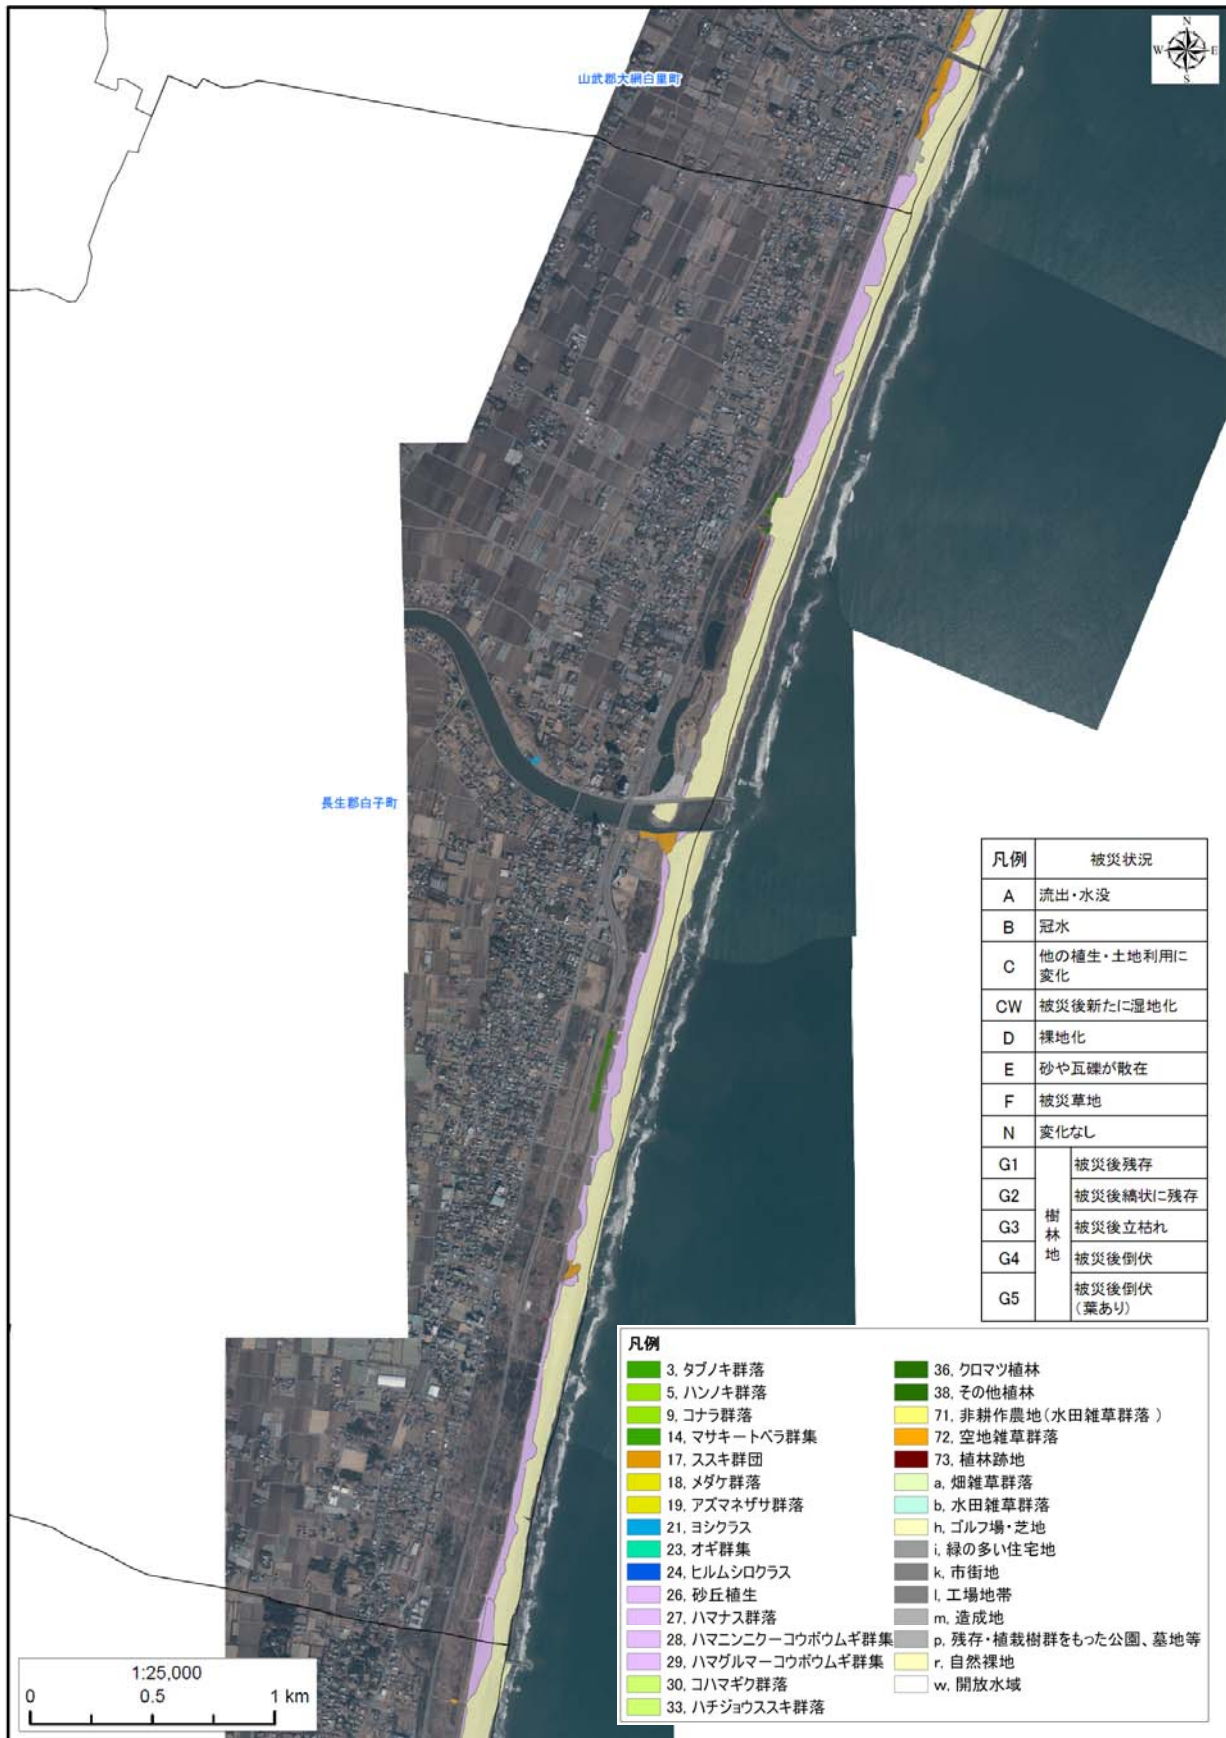 N
W E
S
山武郡大網白里町
長生郡白子町
凡例 被災状況
A 流出・水没
B 冠水
C 他の植生・土地利用に
変化
CW 被災後新たに湿地化
D 裸地化
E 砂や瓦礫が散在
F 被災草地
N 変化なし
樹林地
G1 被災後残存
G2 被災後縞状に残存
G3 被災後立枯れ
G4 被災後倒伏
G5 被災後倒伏
（葉あり）
凡例
3, タブノキ群落
5, ハンノキ群落
9, コナラ群落
14, マサキートベラ群集
17, ススキ群団
18, メダケ群落
19, アズマネザサ群落
21, ヨシクラス
23, オギ群集
24, ヒルムシロクラス
26, 砂丘植生
27, ハマナス群落
28, ハマニンニクーコウボウムギ群集
29, ハマグルマーコウボウムギ群集
30, コハマギク群落
33, ハチジョウススキ群落
36, クロマツ植林
38, その他植林
71, 非耕作農地（水田雑草群落 ）
72, 空地雑草群落
73, 植林跡地
a, 畑雑草群落
b, 水田雑草群落
h, ゴルフ場・芝地
i, 緑の多い住宅地
k, 市街地
l, 工場地帯
m, 造成地
p, 残存・植栽樹群をもった公園、墓地等
r, 自然裸地
w, 開放水域
1:25,000
0 0.5 1 km